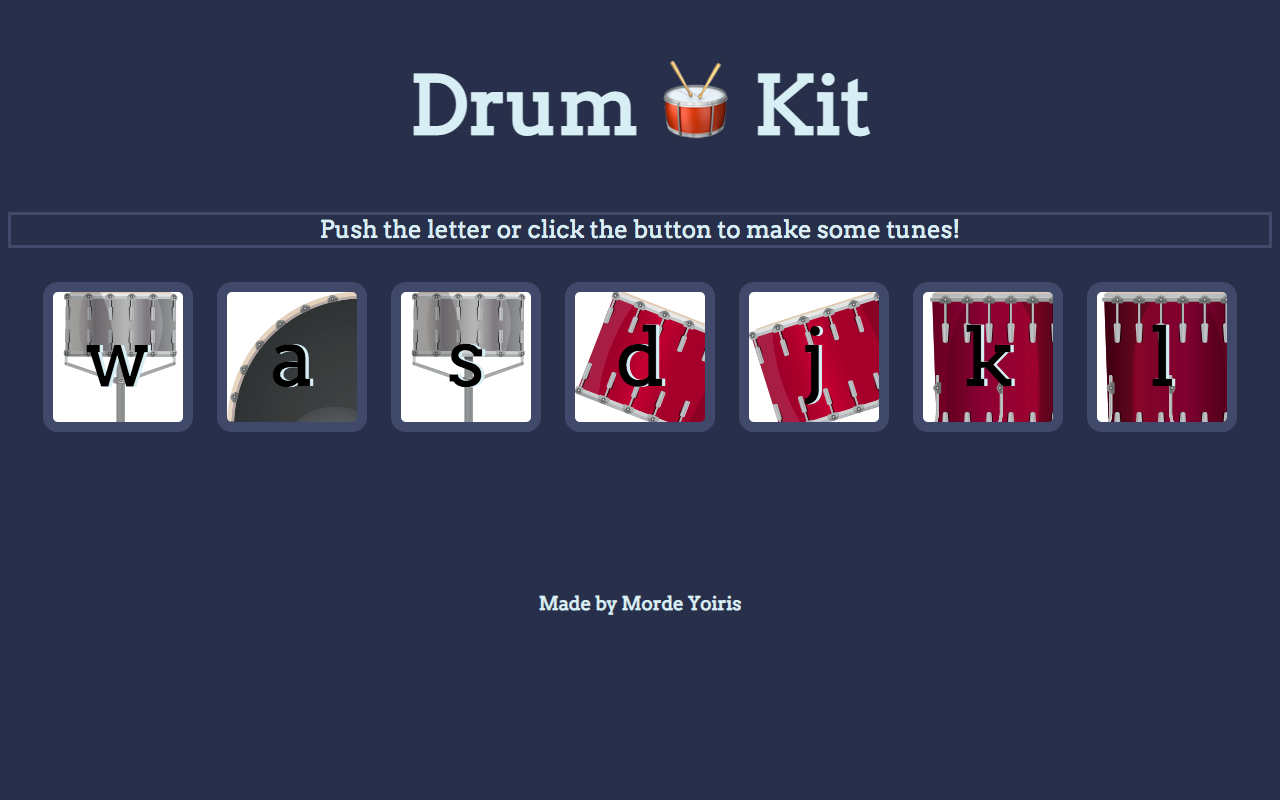 Drum 🥁 Kit
Push the letter or click the button to make some tunes!
w a s d j k l
Made by Morde Yoiris